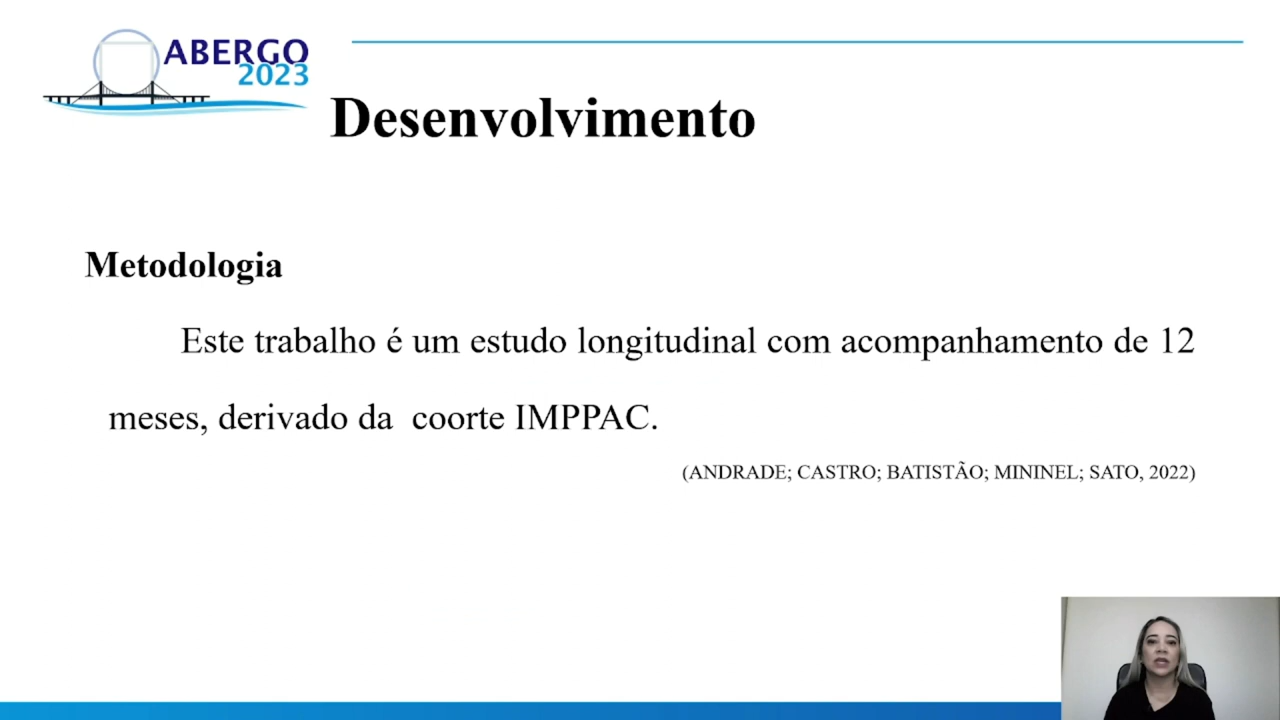 ABERGO
2023
Desenvolvimento
Metodologia
Este trabalho é um estudo longitudinal com acompanhamento de 12
meses, derivado da coorte IMPPAC.
(ANDRADE; CASTRO; BATISTÃO; MININEL; SATO, 2022)